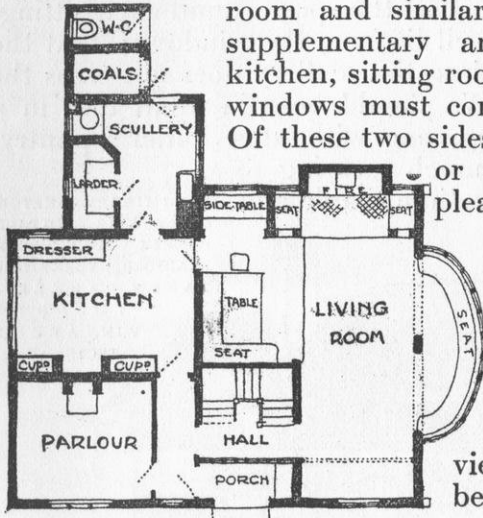 room and similar
supplementary an
kitchen, sitting roo
windows must con
Of these two sides
or
plea
W·C·
COALS
SCULLERY
LARDER
DRESSER
KITCHEN
CUPD
CUPD
PARLOUR
SIDE-TABLE
SEAT
FIRE
SEAT
TABLE
SEAT
LIVING
ROOM
SEAT
HALL
PORCH
vie
be